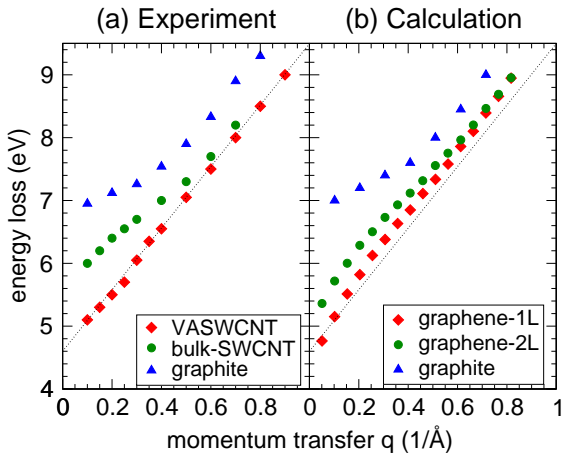 (a) Experiment
(b) Calculation
energy loss (eV)
9
8
7
6
5
4
VASWCNT
bulk-SWCNT
graphite
graphene-1L
graphene-2L
graphite
0 0.2 0.4 0.6 0.8 0 0.2 0.4 0.6 0.8 1
momentum transfer q (1/Å)